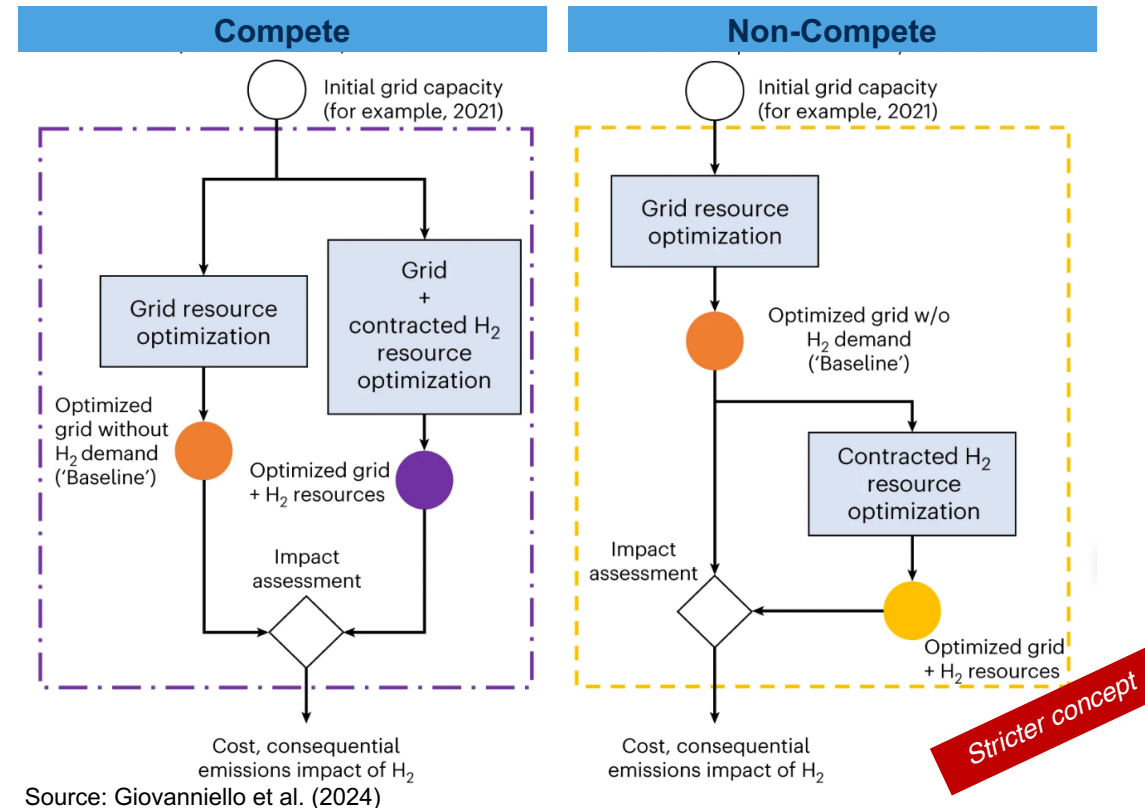 Compete
Initial grid capacity
(for example, 2021)
Grid resource
optimization
Grid
+
contracted H₂
resource
optimization
Optimized
grid without
H₂ demand
(‘Baseline’)
Optimized grid
+ H₂ resources
Impact
assessment
Cost, consequential
emissions impact of H₂
Non-Compete
Initial grid capacity
(for example, 2021)
Grid resource
optimization
Optimized grid w/o
H₂ demand
(‘Baseline’)
Contracted H₂
resource
optimization
Impact
assessment
Optimized grid
+ H₂ resources
Stricter concept
Cost, consequential
emissions impact of H₂
Source: Giovanniello et al. (2024)